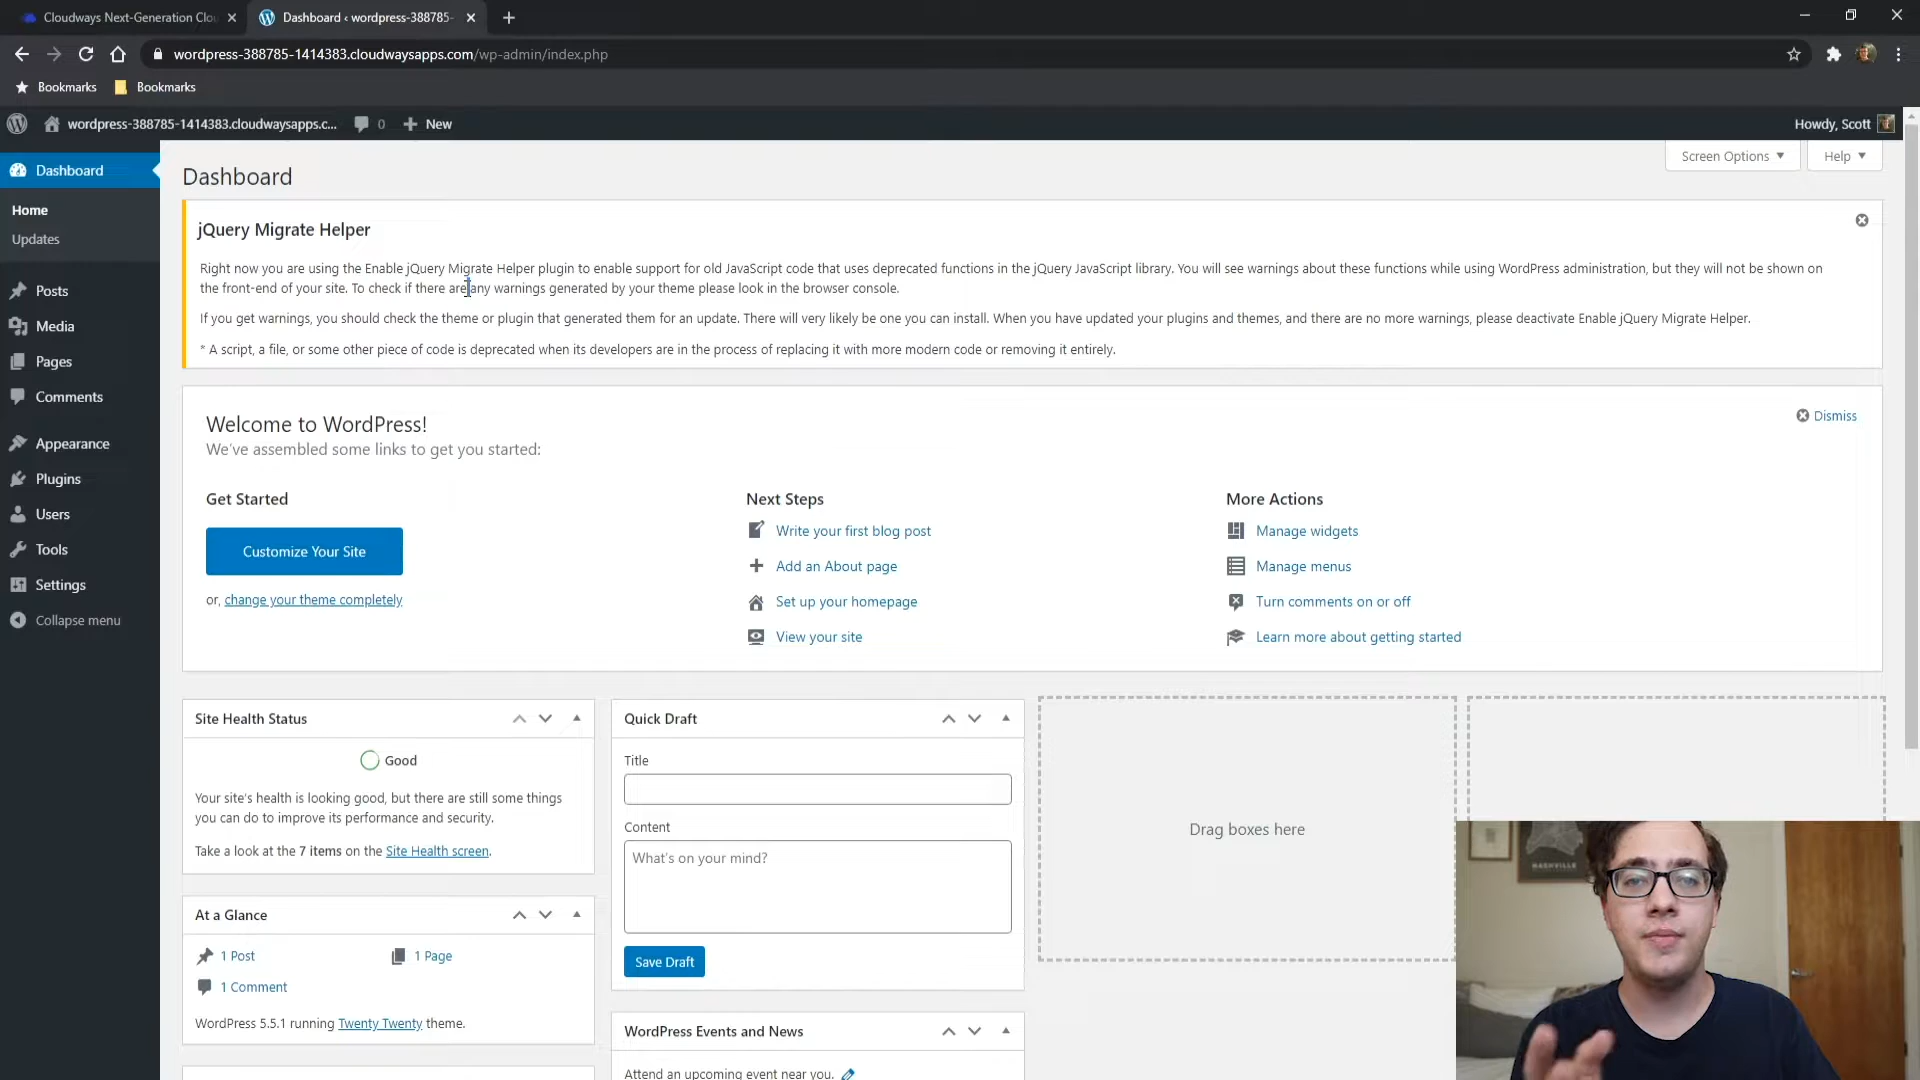 Cloudways Next-Generation Clou
Dashboard ‹ wordpress-388785-
wordpress-388785-1414383.cloudwaysapps.com/wp-admin/index.php
Bookmarks
Bookmarks
wordpress-388785-1414383.cloudwaysapps.c...
0
New
Howdy, Scott
Screen Options
Help
Dashboard
Home
Updates
Posts
Media
Pages
Comments
Appearance
Plugins
Users
Tools
Settings
Collapse menu
Dashboard
jQuery Migrate Helper
Right now you are using the Enable jQuery Migrate Helper plugin to enable support for old JavaScript code that uses deprecated functions in the jQuery JavaScript library. You will see warnings about these functions while using WordPress administration, but they will not be shown on
the front-end of your site. To check if there are any warnings generated by your theme please look in the browser console.
If you get warnings, you should check the theme or plugin that generated them for an update. There will very likely be one you can install. When you have updated your plugins and themes, and there are no more warnings, please deactivate Enable jQuery Migrate Helper.
* A script, a file, or some other piece of code is deprecated when its developers are in the process of replacing it with more modern code or removing it entirely.
Welcome to WordPress!
We've assembled some links to get you started:
Dismiss
Get Started
Customize Your Site
or, change your theme completely
Next Steps
Write your first blog post
Add an About page
Set up your homepage
View your site
More Actions
Manage widgets
Manage menus
Turn comments on or off
Learn more about getting started
Site Health Status
Good
Your site's health is looking good, but there are still some things
you can do to improve its performance and security.
Take a look at the 7 items on the Site Health screen.
At a Glance
1 Post
1 Page
1 Comment
WordPress 5.5.1 running Twenty Twenty theme.
Quick Draft
Title
Content
What's on your mind?
Save Draft
WordPress Events and News
Attend an upcoming event near you.
Drag boxes here
NASHVILLE